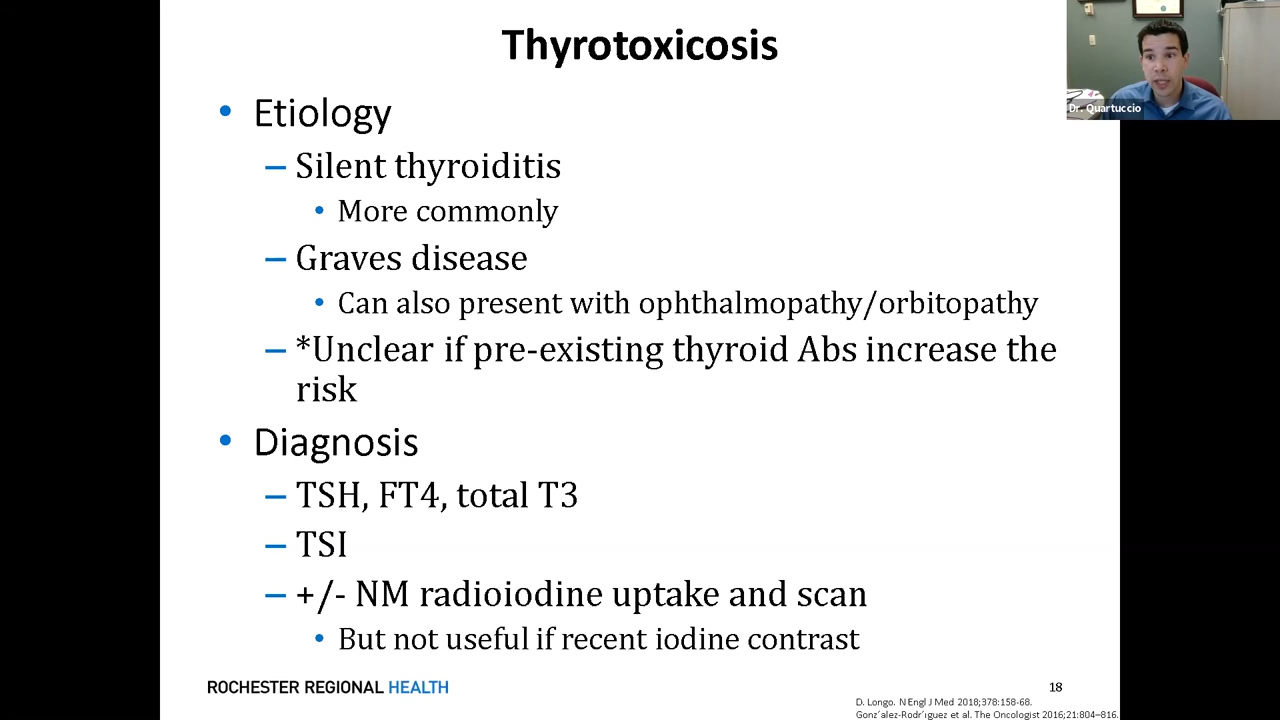 Thyrotoxicosis
Dr. Quartuccio
• Etiology
– Silent thyroiditis
• More commonly
– Graves disease
• Can also present with ophthalmopathy/orbitopathy
– *Unclear if pre-existing thyroid Abs increase the
risk
• Diagnosis
– TSH, FT4, total T3
– TSI
– +/- NM radioiodine uptake and scan
• But not useful if recent iodine contrast
ROCHESTER REGIONAL HEALTH
18
D. Longo. N Engl J Med 2018;378:158-68.
Gonz´alez-Rodr´ıguez et al. The Oncologist 2016;21:804–816.